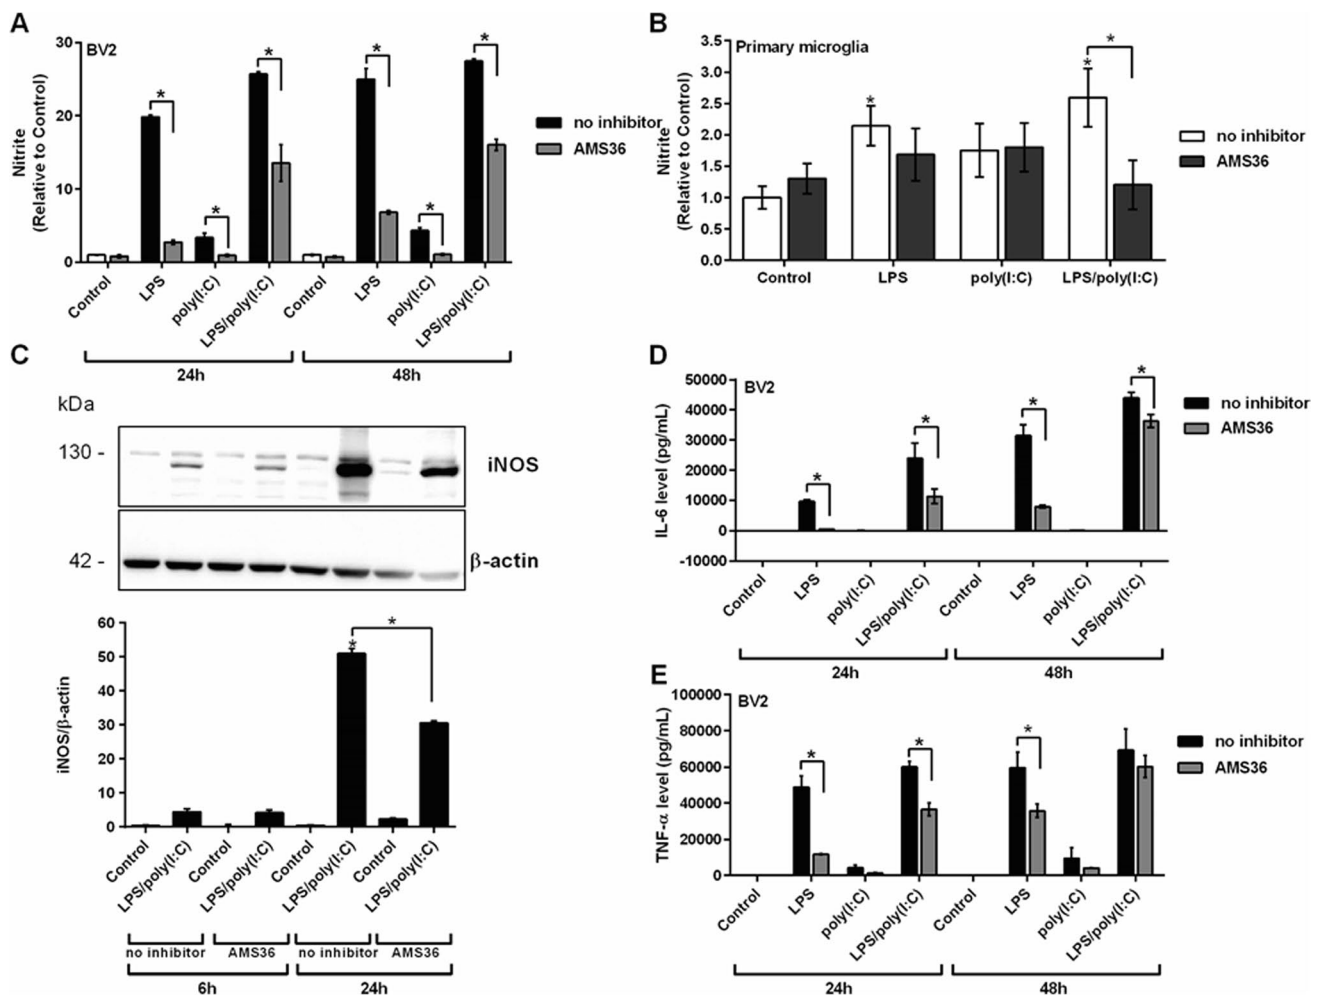 A
BV2
Nitrite
(Relative to Control)
30
20
10
0
*
*
*
*
*
*
*
no inhibitor
AMS36
Control
LPS
poly(I:C)
LPS/poly(I:C)
Control
LPS
poly(I:C)
LPS/poly(I:C)
24h
48h
B
Primary microglia
Nitrite
(Relative to Control)
3.5
3.0
2.5
2.0
1.5
1.0
0.5
0.0
*
*
*
no inhibitor
AMS36
Control
LPS
poly(I:C)
LPS/poly(I:C)
C
kDa
130 -
iNOS
42 -
β-actin
iNOS/β-actin
60
50
40
30
20
10
0
*
*
Control
LPS/poly(I:C)
Control
LPS/poly(I:C)
Control
LPS/poly(I:C)
Control
LPS/poly(I:C)
no inhibitor
AMS36
no inhibitor
AMS36
6h
24h
D
BV2
IL-6 level (pg/mL)
50000
40000
30000
20000
10000
0
-10000
*
*
*
*
no inhibitor
AMS36
Control
LPS
poly(I:C)
LPS/poly(I:C)
Control
LPS
poly(I:C)
LPS/poly(I:C)
24h
48h
E
BV2
TNF-α level (pg/mL)
100000
80000
60000
40000
20000
0
*
*
*
no inhibitor
AMS36
Control
LPS
poly(I:C)
LPS/poly(I:C)
Control
LPS
poly(I:C)
LPS/poly(I:C)
24h
48h